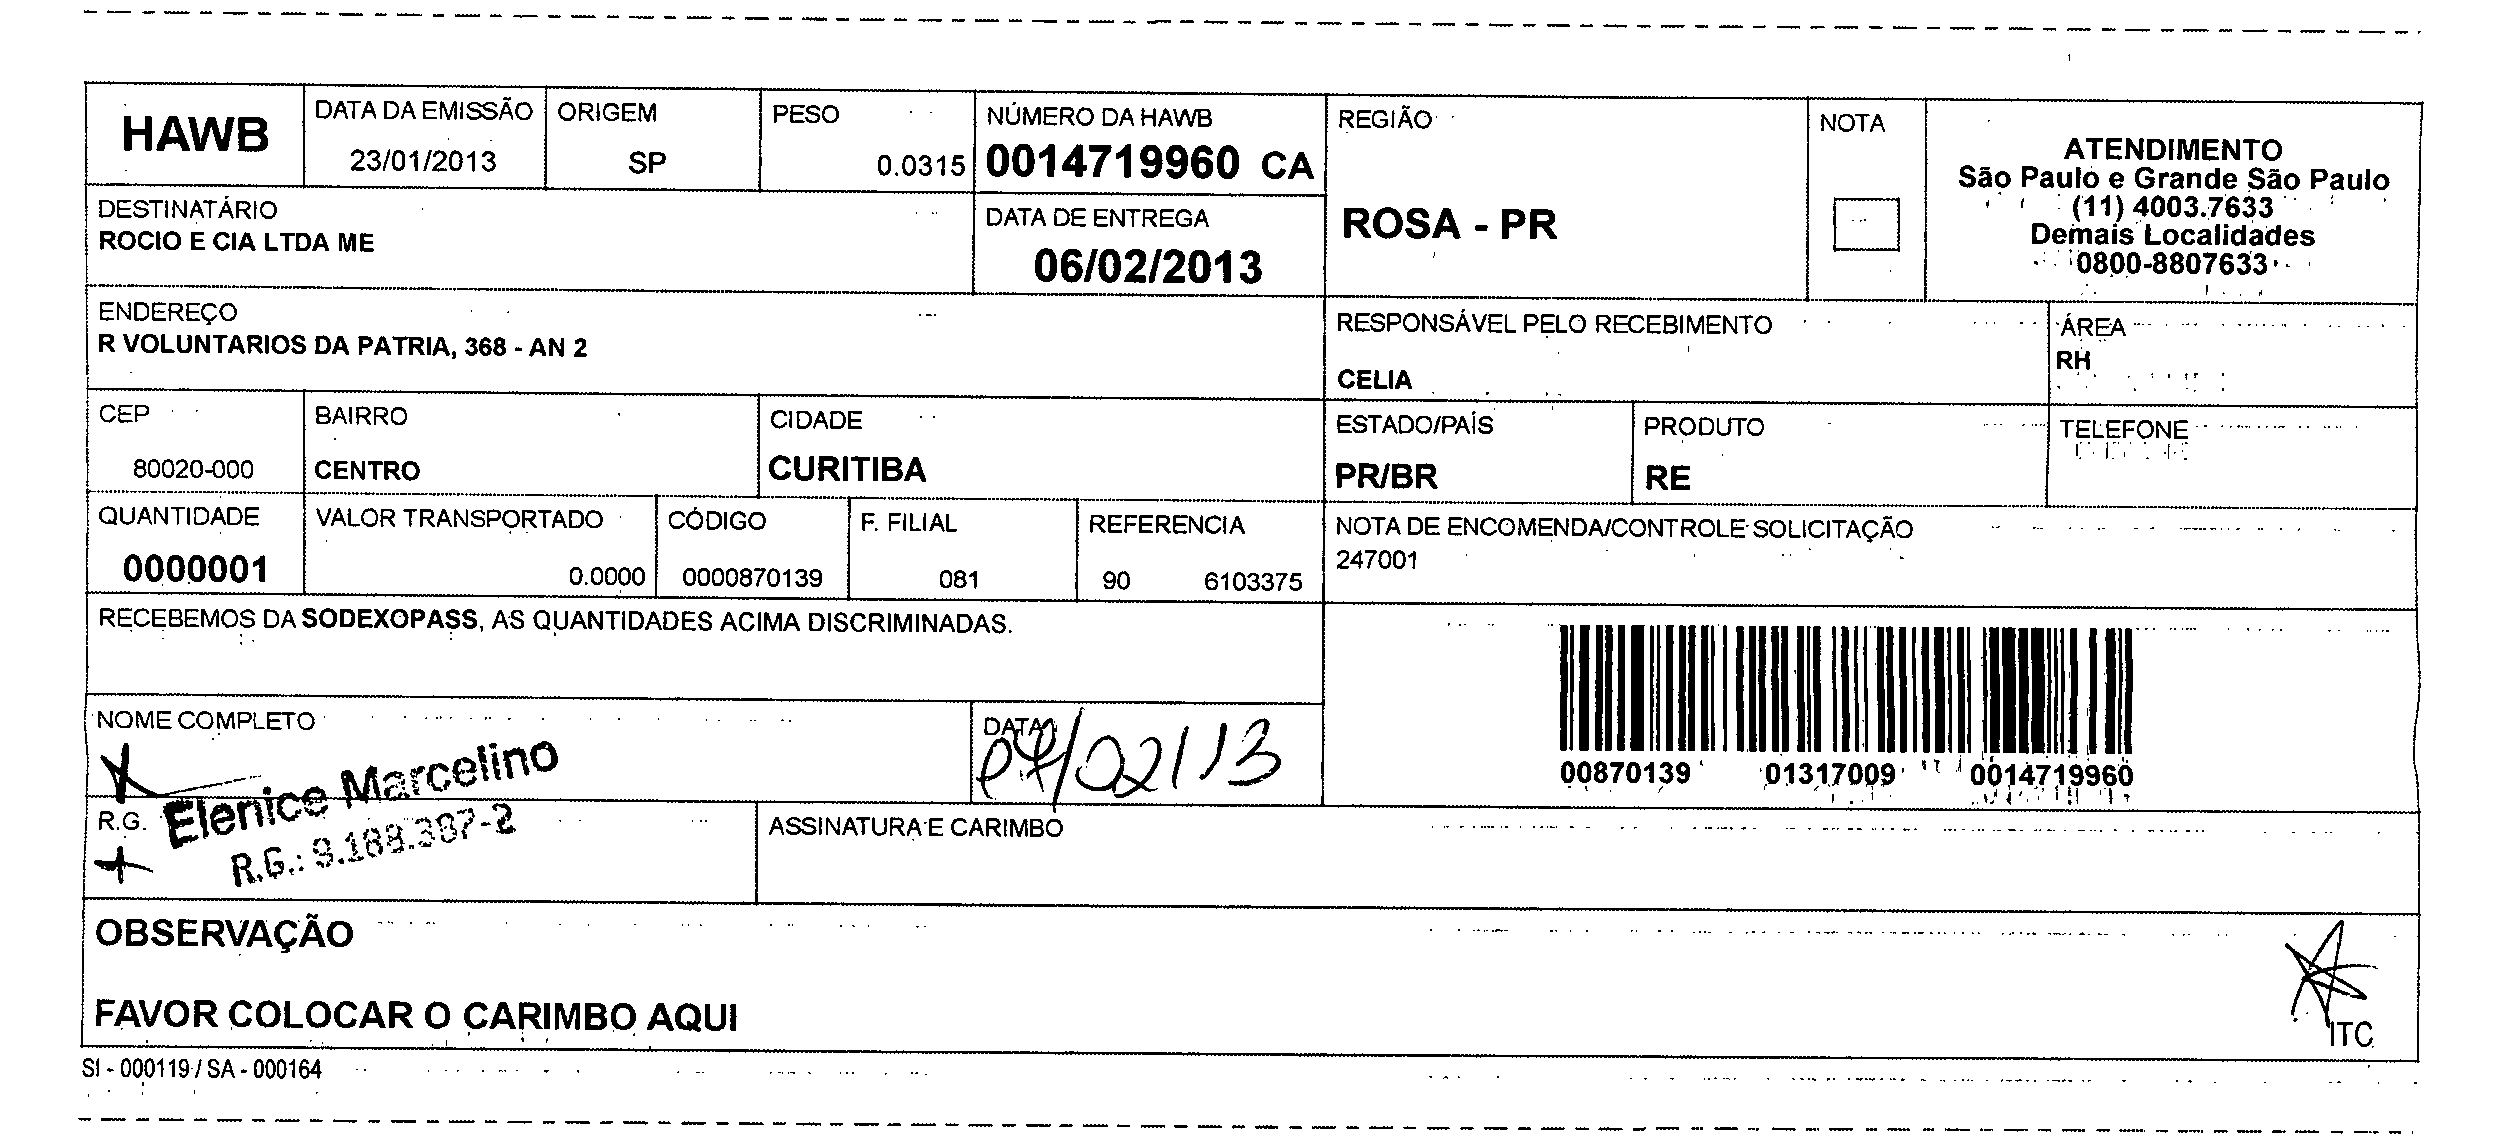 HAWB
DATA DA EMISSÃO
23/01/2013
ORIGEM
SP
PESO
0.0315
NÚMERO DA HAWB
0014719960 CA
REGIÃO
ROSA - PR
NOTA
ATENDIMENTO
São Paulo e Grande São Paulo
(11) 4003.7633
Demais Localidades
0800-8807633
DESTINATÁRIO
ROCIO E CIA LTDA ME
DATA DE ENTREGA
06/02/2013
ENDEREÇO
R VOLUNTARIOS DA PATRIA, 368 - AN 2
RESPONSÁVEL PELO RECEBIMENTO
CELIA
ÁREA
RH
CEP
80020-000
BAIRRO
CENTRO
CIDADE
CURITIBA
ESTADO/PAÍS
PR/BR
PRODUTO
RE
TELEFONE
QUANTIDADE
0000001
VALOR TRANSPORTADO
0.0000
CÓDIGO
0000870139
F. FILIAL
081
REFERENCIA
90 6103375
NOTA DE ENCOMENDA/CONTROLE SOLICITAÇÃO
247001
RECEBEMOS DA SODEXOPASS, AS QUANTIDADES ACIMA DISCRIMINADAS.
00870139 01317009 0014719960
NOME COMPLETO
Elenice Marcelino
DATA
07/02/13
R.G.
R.G.: 9.188.387-2
ASSINATURA E CARIMBO
OBSERVAÇÃO
FAVOR COLOCAR O CARIMBO AQUI
ITC
SI - 000119 / SA - 000164